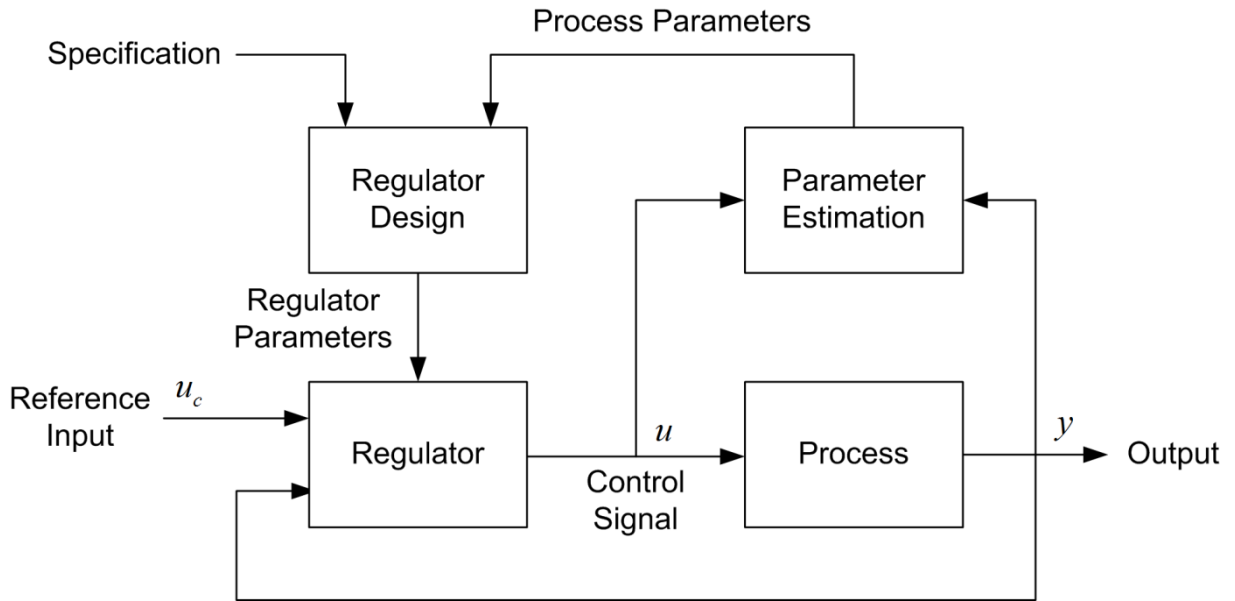 Process Parameters
Specification
Regulator
Design
Parameter
Estimation
Regulator
Parameters
Reference
Input
u_c
Regulator
u
Control
Signal
Process
y
Output